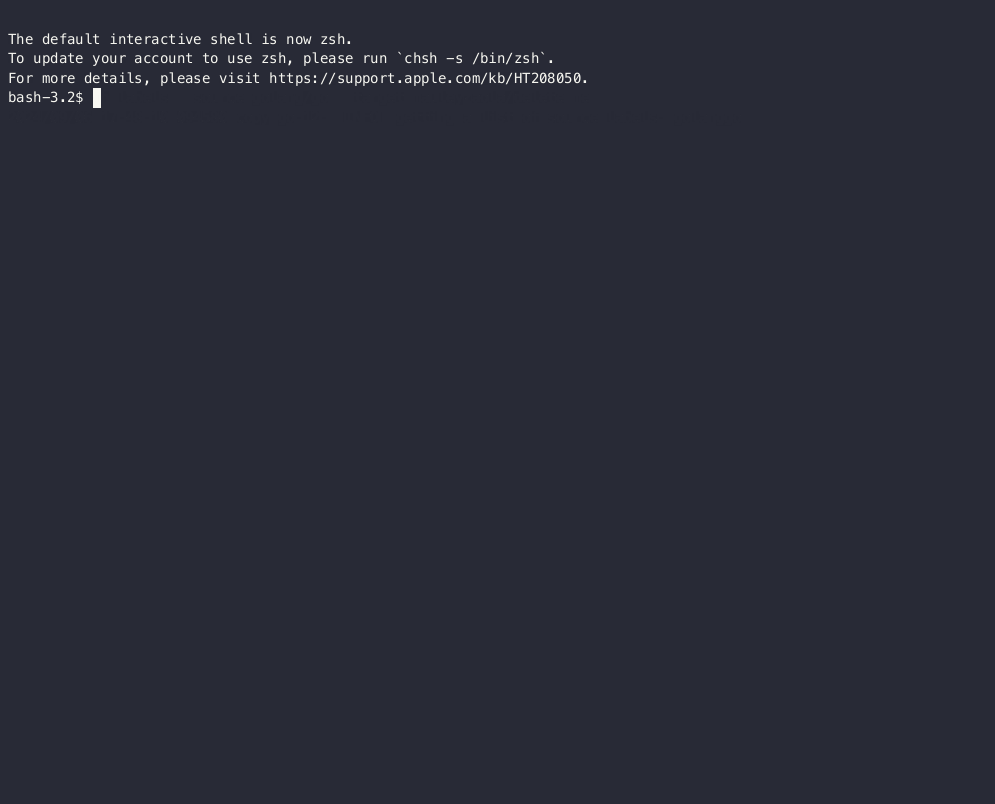 The default interactive shell is now zsh.
To update your account to use zsh, please run `chsh -s /bin/zsh`.
For more details, please visit https://support.apple.com/kb/HT208050.
bash-3.2$